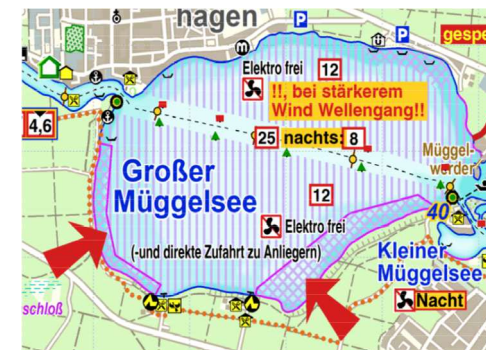 hagen
P
P
gespe
m
Elektro frei
12
!!, bei stärkerem
Wind Wellengang!!
4,6
25 nachts: 8
Müggel-
werder
Großer
Müggelsee
12
40
Elektro frei
(-und direkte Zufahrt zu Anliegern)
Kleiner
Müggelsee
schloß
Nacht